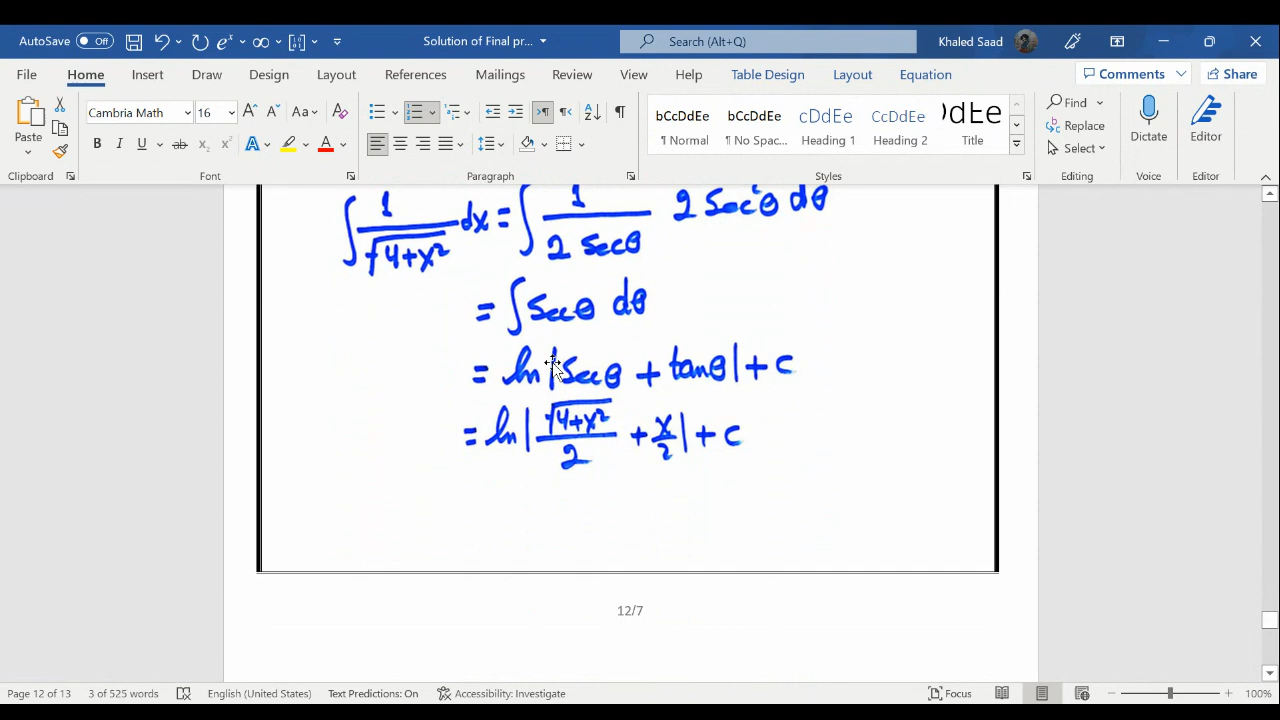 AutoSave Off Solution of Final pr... Search (Alt+Q) Khaled Saad
File Home Insert Draw Design Layout References Mailings Review View Help Table Design Layout Equation Comments Share
Paste Cambria Math 16 Aa bCcDdEe bCcDdEe cDdEe CcDdEe DdEe Find Replace Select Dictate Editor
¶ Normal ¶ No Spac... Heading 1 Heading 2 Title
Clipboard Font Paragraph Styles Editing Voice Editor
∫ 1/√(4+x²) dx = ∫ 1/(2 secθ) 2 sec²θ dθ
= ∫ secθ dθ
= ln|secθ + tanθ| + c
= ln|√(4+x²)/2 + x/2| + c
12/7
Page 12 of 13 3 of 525 words English (United States) Text Predictions: On Accessibility: Investigate Focus 100%